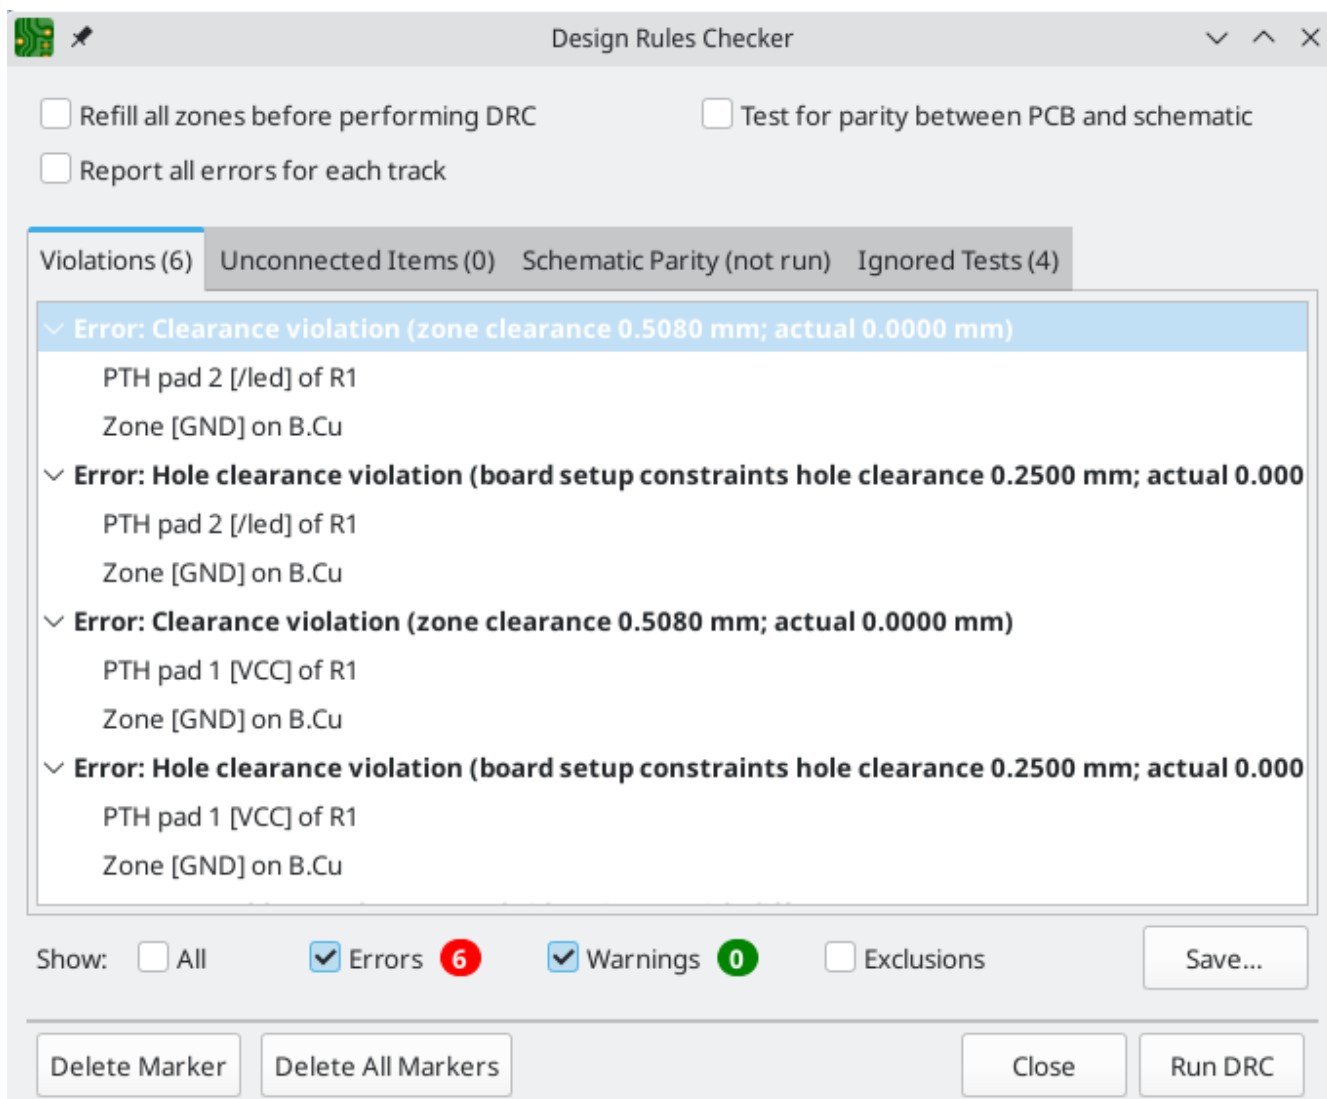 Design Rules Checker
Refill all zones before performing DRC
Test for parity between PCB and schematic
Report all errors for each track
Violations (6) Unconnected Items (0) Schematic Parity (not run) Ignored Tests (4)
Error: Clearance violation (zone clearance 0.5080 mm; actual 0.0000 mm)
PTH pad 2 [/led] of R1
Zone [GND] on B.Cu
Error: Hole clearance violation (board setup constraints hole clearance 0.2500 mm; actual 0.000
PTH pad 2 [/led] of R1
Zone [GND] on B.Cu
Error: Clearance violation (zone clearance 0.5080 mm; actual 0.0000 mm)
PTH pad 1 [VCC] of R1
Zone [GND] on B.Cu
Error: Hole clearance violation (board setup constraints hole clearance 0.2500 mm; actual 0.000
PTH pad 1 [VCC] of R1
Zone [GND] on B.Cu
Show: All Errors 6 Warnings 0 Exclusions Save...
Delete Marker Delete All Markers Close Run DRC